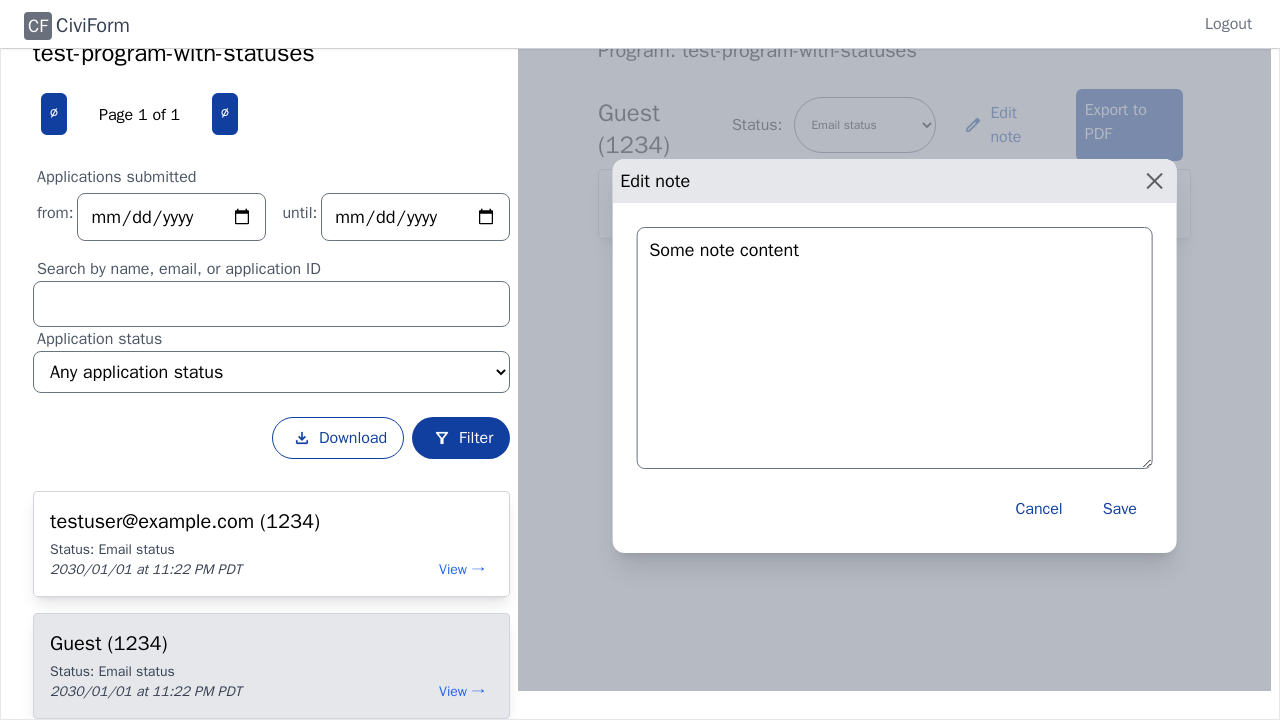 CF CiviForm
Logout
test-program-with-statuses
∅
Page 1 of 1
∅
Applications submitted
from: mm/dd/yyyy
until: mm/dd/yyyy
Search by name, email, or application ID
Application status
Any application status
Download
Filter
testuser@example.com (1234)
Status: Email status
2030/01/01 at 11:22 PM PDT
View →
Guest (1234)
Status: Email status
2030/01/01 at 11:22 PM PDT
View →
Program: test-program-with-statuses
Guest
(1234)
Status:
Email status
Edit
note
Export to
PDF
Edit note
Some note content
Cancel
Save